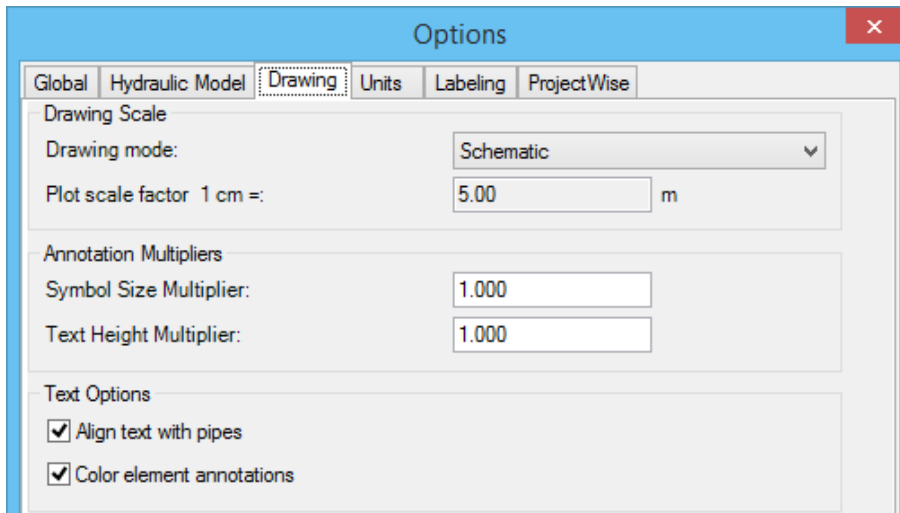 Options
Global Hydraulic Model Drawing Units Labeling ProjectWise
Drawing Scale
Drawing mode: Schematic
Plot scale factor 1 cm =: 5.00 m
Annotation Multipliers
Symbol Size Multiplier: 1.000
Text Height Multiplier: 1.000
Text Options
Align text with pipes
Color element annotations